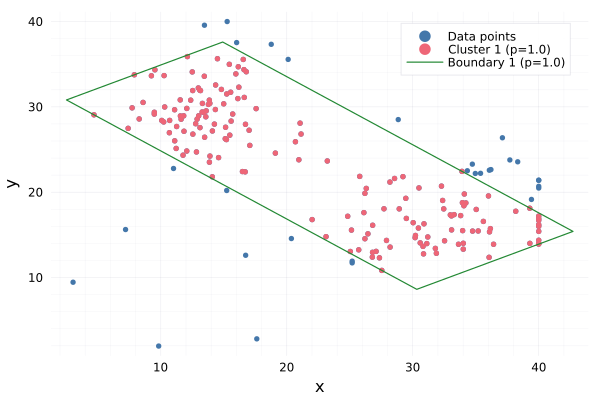 40
Data points
Cluster 1 (p=1.0)
Boundary 1 (p=1.0)
30
y
20
10
10 20 30 40
x